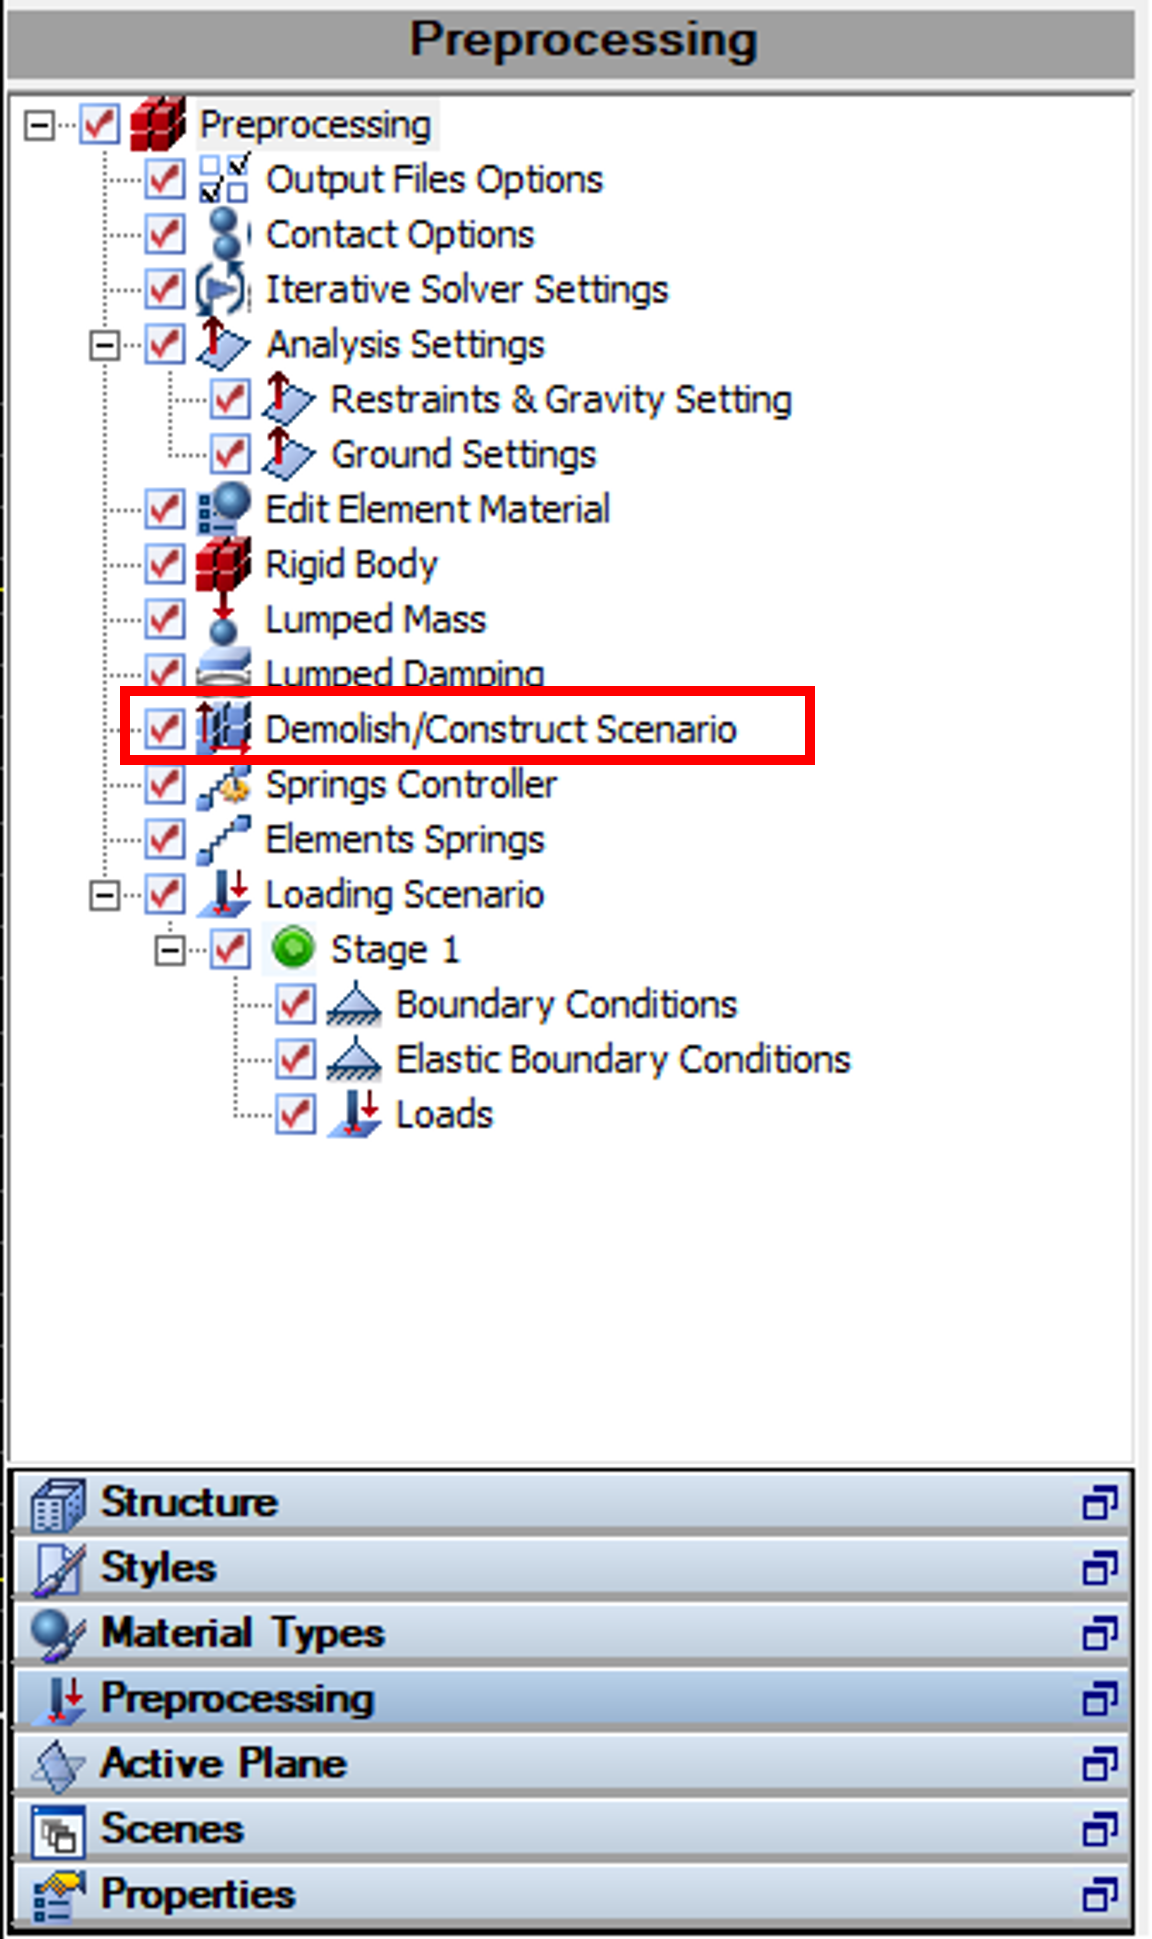 Preprocessing
Preprocessing
Output Files Options
Contact Options
Iterative Solver Settings
Analysis Settings
Restraints & Gravity Setting
Ground Settings
Edit Element Material
Rigid Body
Lumped Mass
Lumped Damping
Demolish/Construct Scenario
Springs Controller
Elements Springs
Loading Scenario
Stage 1
Boundary Conditions
Elastic Boundary Conditions
Loads
Structure
Styles
Material Types
Preprocessing
Active Plane
Scenes
Properties